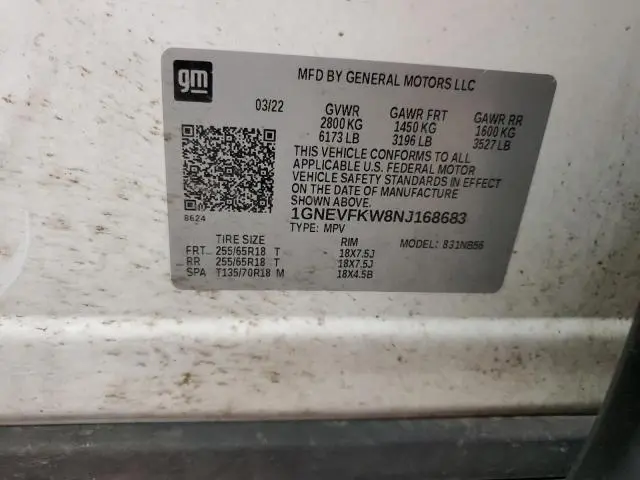 gm
MFD BY GENERAL MOTORS LLC
03/22 GVWR GAWR FRT GAWR RR
2800 KG 1450 KG 1600 KG
6173 LB 3196 LB 3527 LB
THIS VEHICLE CONFORMS TO ALL
APPLICABLE U.S. FEDERAL MOTOR
VEHICLE SAFETY STANDARDS IN EFFECT
ON THE DATE OF MANUFACTURE
SHOWN ABOVE.
8624 1GNEVFKW8NJ168683
TYPE: MPV
TIRE SIZE RIM MODEL: 831NB56
FRT 255/65R18 T 18X7.5J
RR 255/65R18 T 18X7.5J
SPA T135/70R18 M 18X4.5B